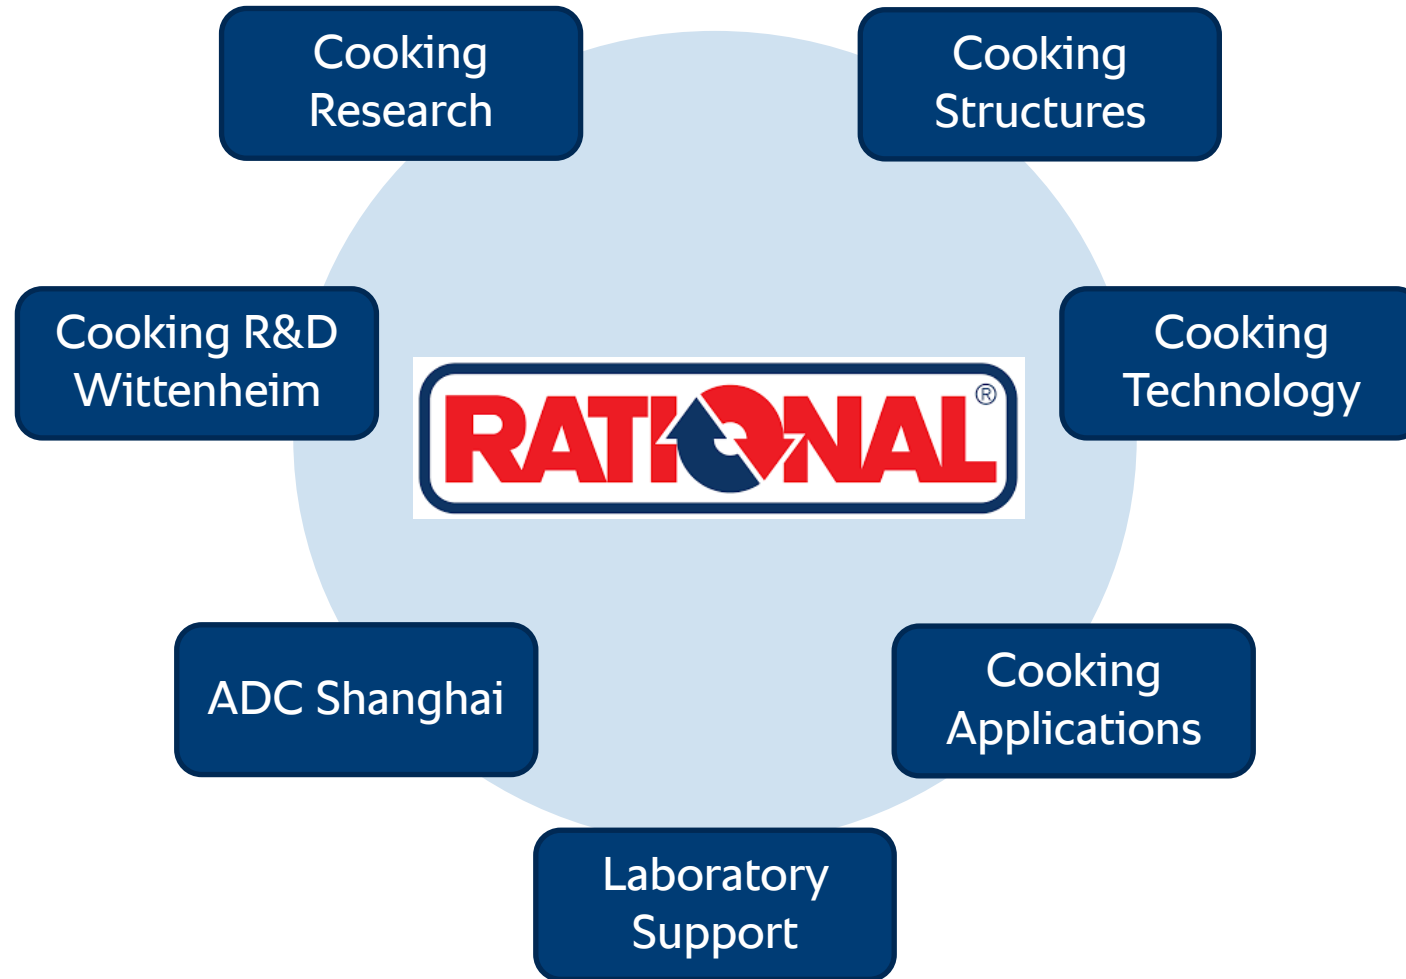 Cooking
Research
Cooking
Structures
Cooking R&D
Wittenheim
Cooking
Technology
RATIONAL®
ADC Shanghai
Cooking
Applications
Laboratory
Support